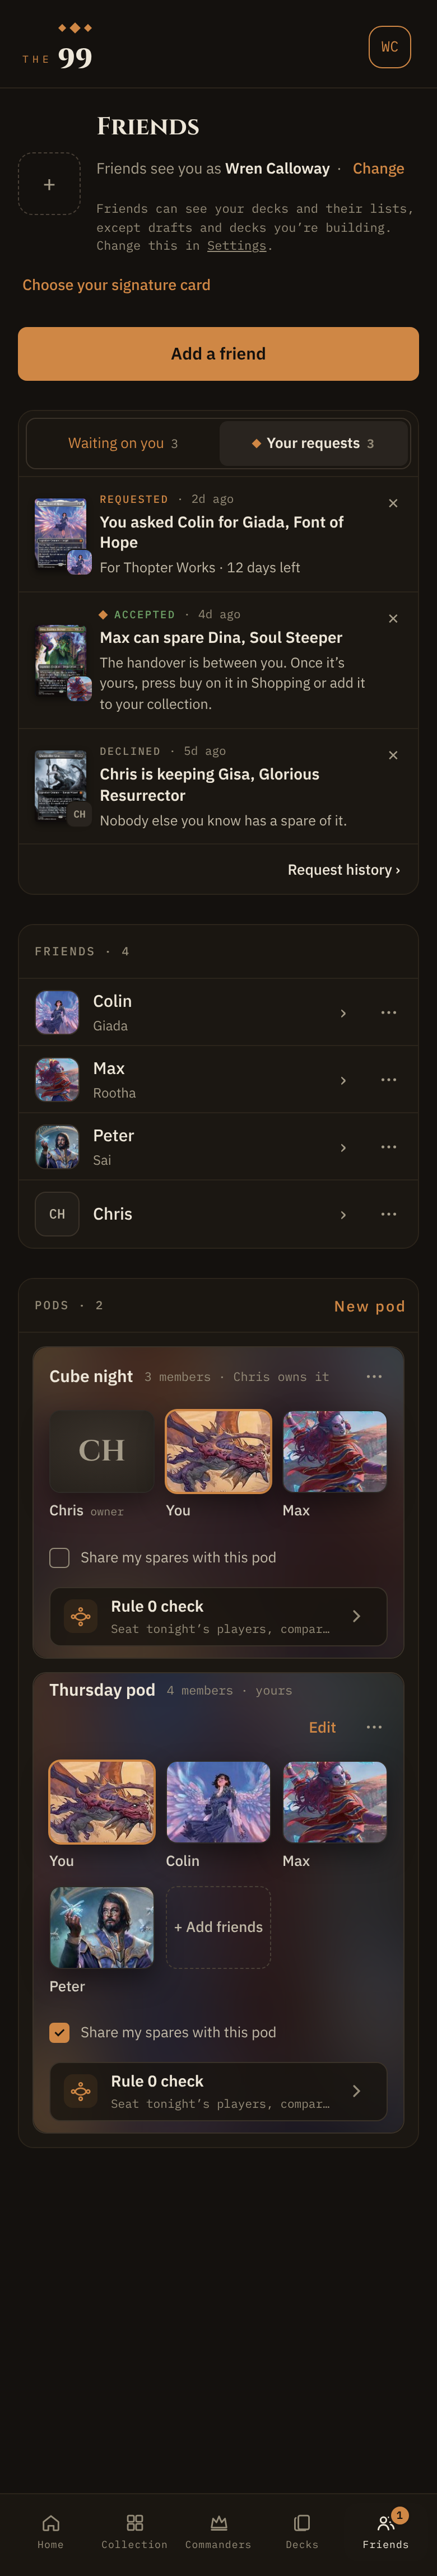 THE 99
WC
Friends
Friends see you as Wren Calloway · Change
+
Friends can see your decks and their lists,
except drafts and decks you’re building.
Change this in Settings.
Choose your signature card
Add a friend
Waiting on you 3
Your requests 3
REQUESTED · 2d ago
You asked Colin for Giada, Font of
Hope
For Thopter Works · 12 days left
ACCEPTED · 4d ago
Max can spare Dina, Soul Steeper
The handover is between you. Once it’s
yours, press buy on it in Shopping or add it
to your collection.
DECLINED · 5d ago
Chris is keeping Gisa, Glorious
Resurrector
CH
Nobody else you know has a spare of it.
Request history ›
FRIENDS · 4
Colin
Giada
Max
Rootha
Peter
Sai
CH
Chris
PODS · 2
New pod
Cube night 3 members · Chris owns it
CH
Chris owner
You
Max
Share my spares with this pod
Rule 0 check
Seat tonight’s players, compar…
Thursday pod 4 members · yours
Edit
You
Colin
Max
+ Add friends
Peter
Share my spares with this pod
Rule 0 check
Seat tonight’s players, compar…
1
Home
Collection
Commanders
Decks
Friends